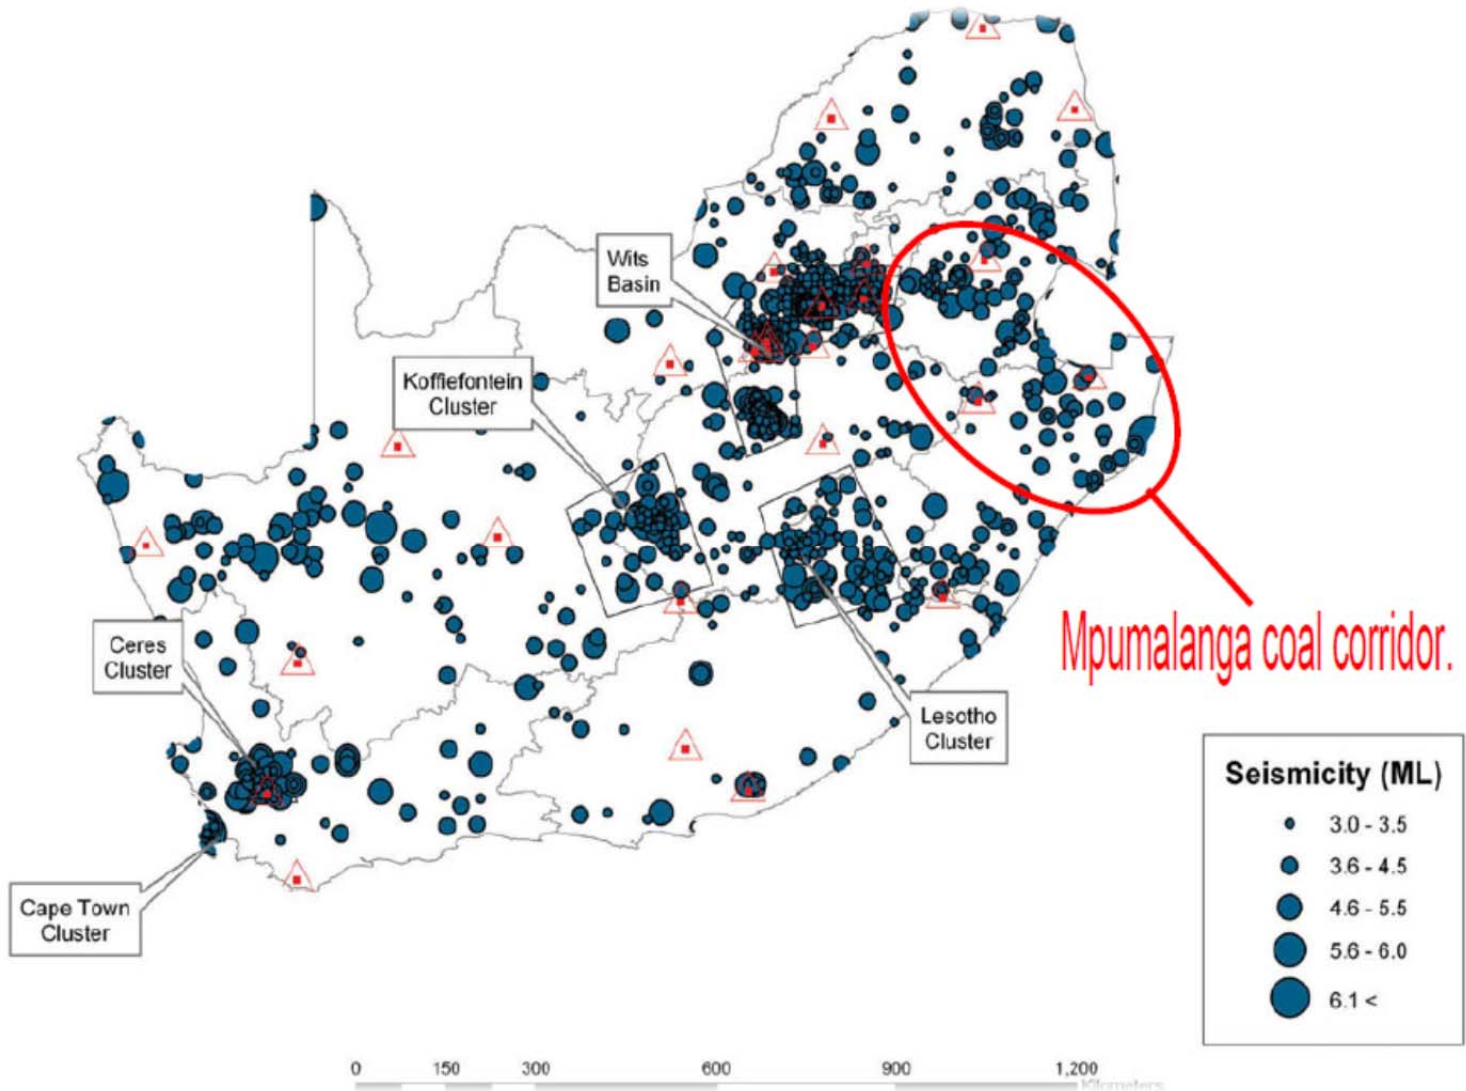 Wits
Basin
Koffiefontein
Cluster
Ceres
Cluster
Mpumalanga coal corridor.
Lesotho
Cluster
Cape Town
Cluster
Seismicity (ML)
3.0 - 3.5
3.6 - 4.5
4.6 - 5.5
5.6 - 6.0
6.1 <
0 150 300 600 900 1,200
Kilometers